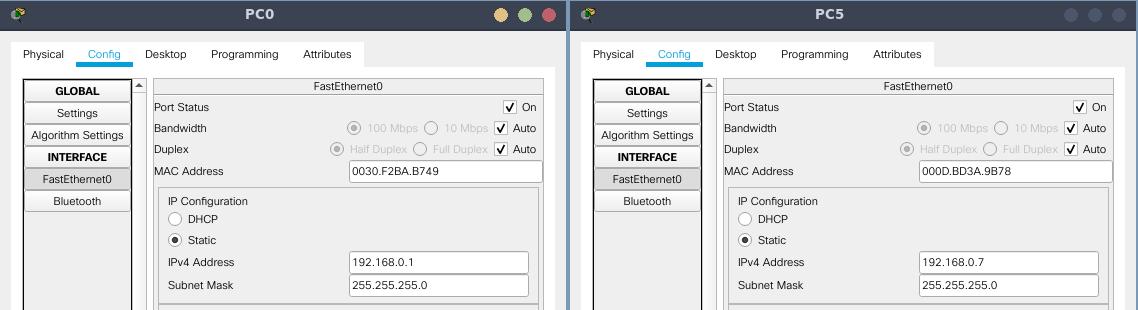 PC0
Physical Config Desktop Programming Attributes
GLOBAL
Settings
Algorithm Settings
INTERFACE
FastEthernet0
Bluetooth
FastEthernet0
Port Status On
Bandwidth 100 Mbps 10 Mbps Auto
Duplex Half Duplex Full Duplex Auto
MAC Address 0030.F2BA.B749
IP Configuration
DHCP
Static
IPv4 Address 192.168.0.1
Subnet Mask 255.255.255.0
PC5
Physical Config Desktop Programming Attributes
GLOBAL
Settings
Algorithm Settings
INTERFACE
FastEthernet0
Bluetooth
FastEthernet0
Port Status On
Bandwidth 100 Mbps 10 Mbps Auto
Duplex Half Duplex Full Duplex Auto
MAC Address 000D.BD3A.9B78
IP Configuration
DHCP
Static
IPv4 Address 192.168.0.7
Subnet Mask 255.255.255.0